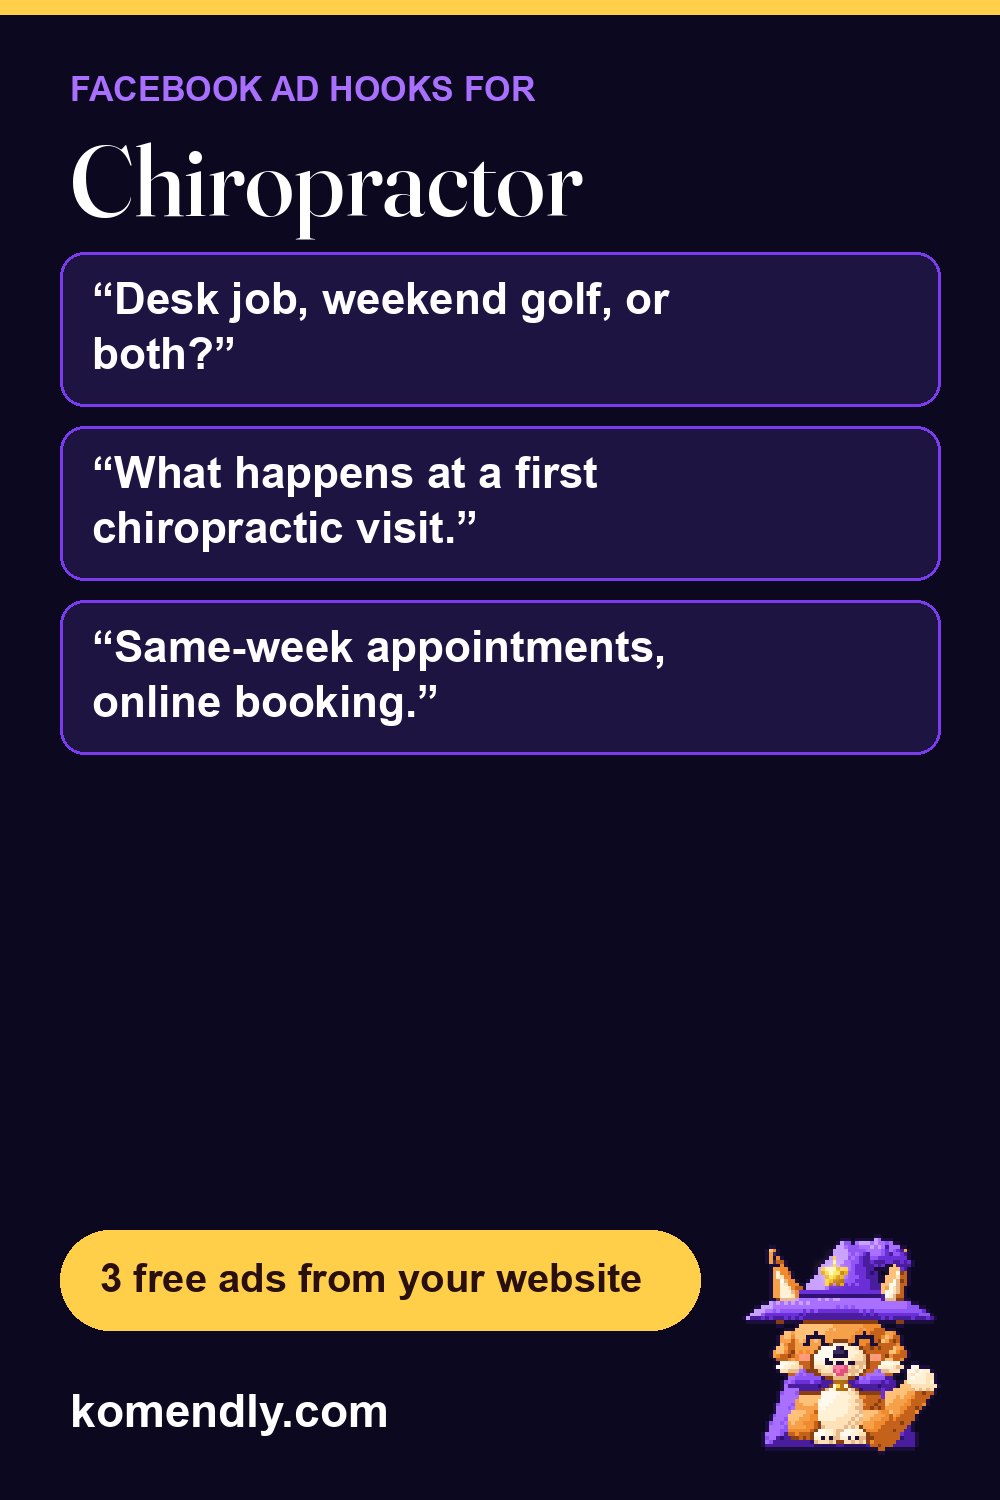 FACEBOOK AD HOOKS FOR
Chiropractor
“Desk job, weekend golf, or
both?”
“What happens at a first
chiropractic visit.”
“Same-week appointments,
online booking.”
3 free ads from your website
komendly.com